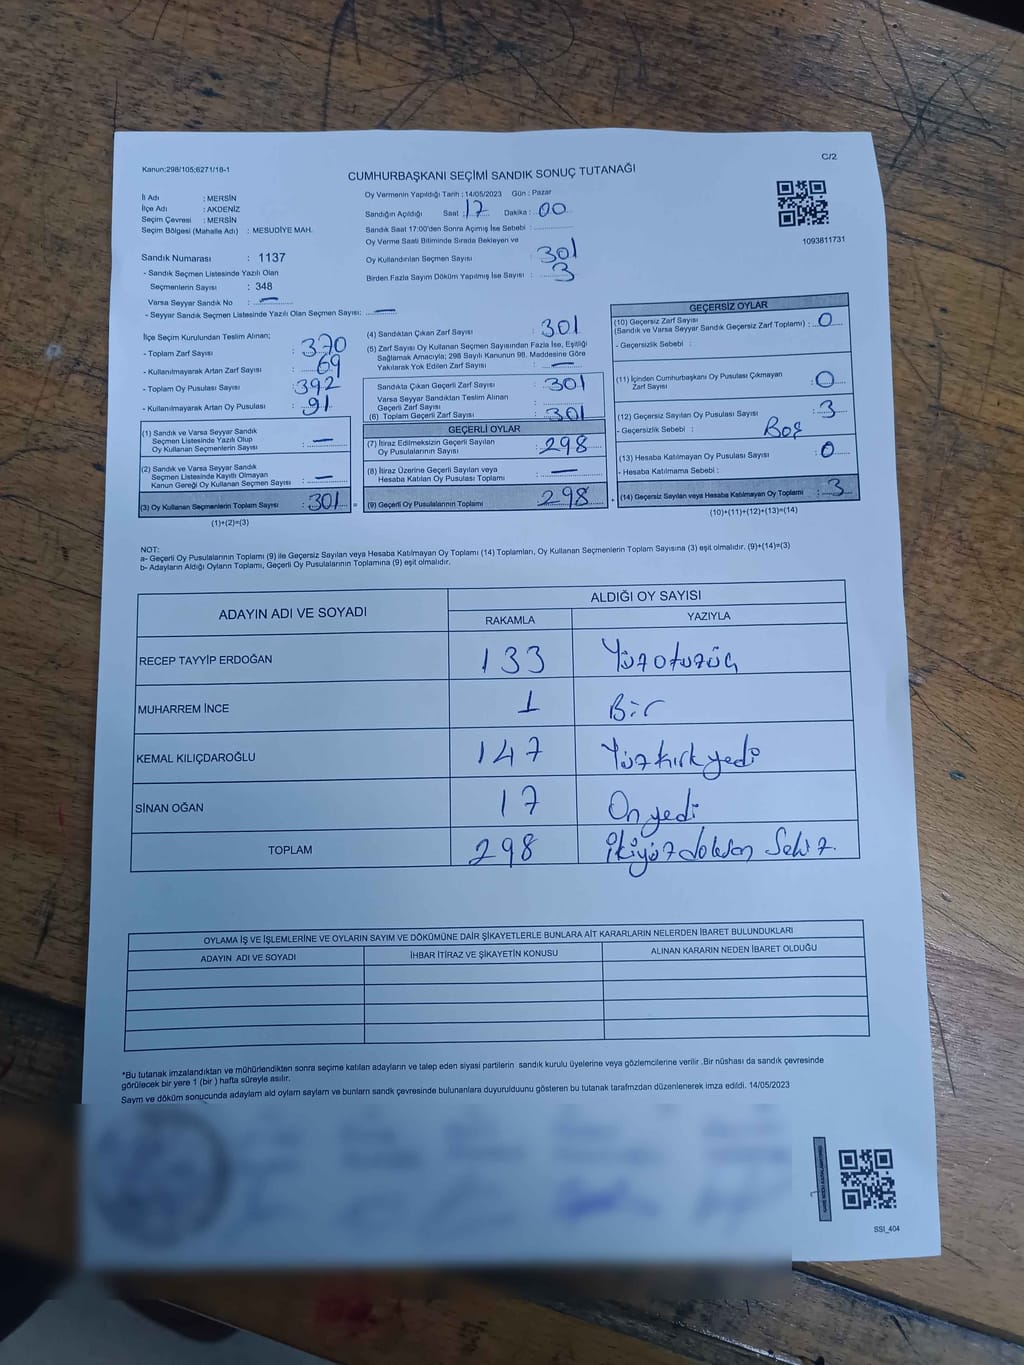 Kanun:298/105;6271/18-1
C/2
CUMHURBAŞKANI SEÇİMİ SANDIK SONUÇ TUTANAĞI
İl Adı : MERSİN
İlçe Adı : AKDENİZ
Seçim Çevresi : MERSİN
Seçim Bölgesi (Mahalle Adı) : MESUDİYE MAH.
Oy Vermenin Yapıldığı Tarih : 14/05/2023 Gün : Pazar
Sandığın Açıldığı Saat : 17 Dakika : 00
Sandık Saat 17:00'den Sonra Açılmış İse Sebebi :
Oy Verme Saati Bitiminde Sırada Bekleyen ve
Oy Kullandırılan Seçmen Sayısı : 301
Birden Fazla Sayım Döküm Yapılmış İse Sayısı : 3
1093811731
Sandık Numarası : 1137
- Sandık Seçmen Listesinde Yazılı Olan
Seçmenlerin Sayısı : 348
Varsa Seyyar Sandık No : —
- Seyyar Sandık Seçmen Listesinde Yazılı Olan Seçmen Sayısı: —
İlçe Seçim Kurulundan Teslim Alınan;
- Toplam Zarf Sayısı : 370
- Kullanılmayarak Artan Zarf Sayısı : 69
- Toplam Oy Pusulası Sayısı : 392
- Kullanılmayarak Artan Oy Pusulası : 91
(1) Sandık ve Varsa Seyyar Sandık
Seçmen Listesinde Yazılı Olup
Oy Kullanan Seçmenlerin Sayısı : —
(2) Sandık ve Varsa Seyyar Sandık
Seçmen Listesinde Kayıtlı Olmayan
Kanun Gereği Oy Kullanan Seçmen Sayısı : —
(3) Oy Kullanan Seçmenlerin Toplam Sayısı : 301
(1)+(2)=(3)
(4) Sandıktan Çıkan Zarf Sayısı : 301
(5) Zarf Sayısı Oy Kullanan Seçmen Sayısından Fazla İse, Eşitliği
Sağlamak Amacıyla; 298 Sayılı Kanunun 98. Maddesine Göre
Yakılarak Yok Edilen Zarf Sayısı : —
Sandıkta Çıkan Geçerli Zarf Sayısı : 301
Varsa Seyyar Sandıktan Teslim Alınan
Geçerli Zarf Sayısı :
(6) Toplam Geçerli Zarf Sayısı : 301
GEÇERLİ OYLAR
(7) İtiraz Edilmeksizin Geçerli Sayılan
Oy Pusulalarının Sayısı : 298
(8) İtiraz Üzerine Geçerli Sayılan veya
Hesaba Katılan Oy Pusulası Toplamı : —
(9) Geçerli Oy Pusulalarının Toplamı : 298
GEÇERSİZ OYLAR
(10) Geçersiz Zarf Sayısı
(Sandık ve Varsa Seyyar Sandık Geçersiz Zarf Toplamı) : 0
- Geçersizlik Sebebi :
(11) İçinden Cumhurbaşkanı Oy Pusulası Çıkmayan
Zarf Sayısı : 0
(12) Geçersiz Sayılan Oy Pusulası Sayısı : 3
- Geçersizlik Sebebi : Boş
(13) Hesaba Katılmayan Oy Pusulası Sayısı : 0
- Hesaba Katılmama Sebebi :
(14) Geçersiz Sayılan veya Hesaba Katılmayan Oy Toplamı : 3
(10)+(11)+(12)+(13)=(14)
NOT:
a- Geçerli Oy Pusulalarının Toplamı (9) ile Geçersiz Sayılan ve Hesaba Katılmayan Oy Toplamı (14) Toplamları, Oy Kullanan Seçmenlerin Toplam Sayısına (3) eşit olmalıdır. (9)+(14)=(3)
b- Adayların Aldığı Oyların Toplamı, Geçerli Oy Pusulalarının Toplamına (9) eşit olmalıdır.
ADAYIN ADI VE SOYADI ALDIĞI OY SAYISI
RAKAMLA YAZIYLA
RECEP TAYYİP ERDOĞAN 133 Yüzotuzüç
MUHARREM İNCE 1 Bir
KEMAL KILIÇDAROĞLU 147 Yüzkırkyedi
SİNAN OĞAN 17 Onyedi
TOPLAM 298 İkiyüzdoksan Sekiz.
OYLAMA İŞ VE İŞLEMLERİNE VE OYLARIN SAYIM VE DÖKÜMÜNE DAİR ŞİKAYETLERLE BUNLARA AİT KARARLARIN NELERDEN İBARET BULUNDUKLARI
ADAYIN ADI VE SOYADI İHBAR İTİRAZ VE ŞİKAYETİN KONUSU ALINAN KARARIN NEDEN İBARET OLDUĞU
*Bu tutanak imzalandıktan ve mühürlendikten sonra seçime katılan adayların ve talep eden siyasi partilerin sandık kurulu üyelerine veya gözlemcilerine verilir .Bir nüshası da sandık çevresinde
görülecek bir yere 1 (bir ) hafta süreyle asılır.
Sayım ve döküm sonucunda adayların aldığı oyların sayların ve bunların sandık çevresinde bulunanlara duyurulduunu gösteren bu tutanak tarafımzdan düzenlenerek imza edildi. 14/05/2023
SSI_404